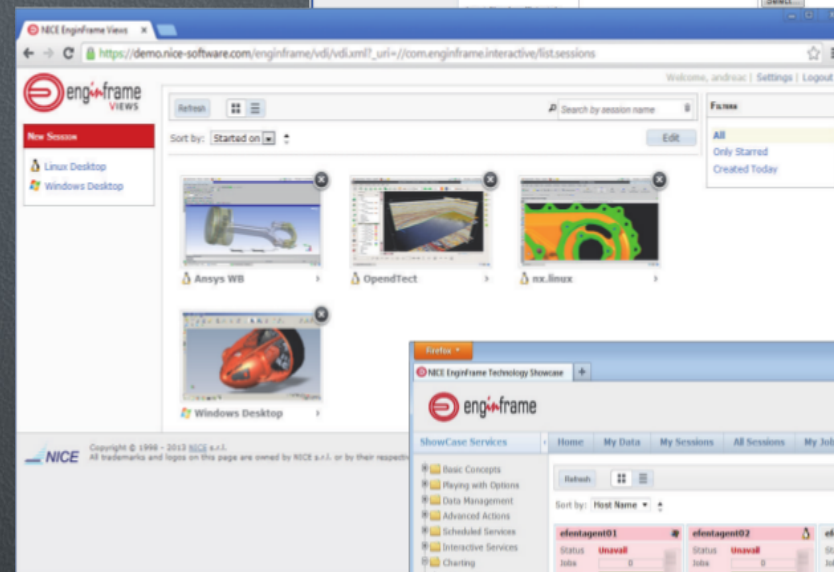 Select...
NICE EnginFrame Views
https://demo.nice-software.com/enginframe/vdi/vdi.xml?_uri=//com.enginframe.interactive/list.sessions
Welcome, andreac | Settings | Logout
enginframe
VIEWS
New Session
Linux Desktop
Windows Desktop
Refresh
Search by session name
Sort by: Started on
Edit
Filters
All
Only Starred
Created Today
Ansys WB
OpendTect
nx.linux
Windows Desktop
NICE
Copyright © 1998 - 2013 NICE s.r.l.
All trademarks and logos on this page are owned by NICE s.r.l. or by their respective
Firefox
NICE EnginFrame Technology Showcase
enginframe
ShowCase Services
Home My Data My Sessions All Sessions My Job
Basic Concepts
Playing with Options
Data Management
Advanced Actions
Scheduled Services
Interactive Services
Charting
Refresh
Sort by: Host Name
efentagent01
Status Unavail
Jobs 0
efentagent02
Status Unavail
Jobs 0